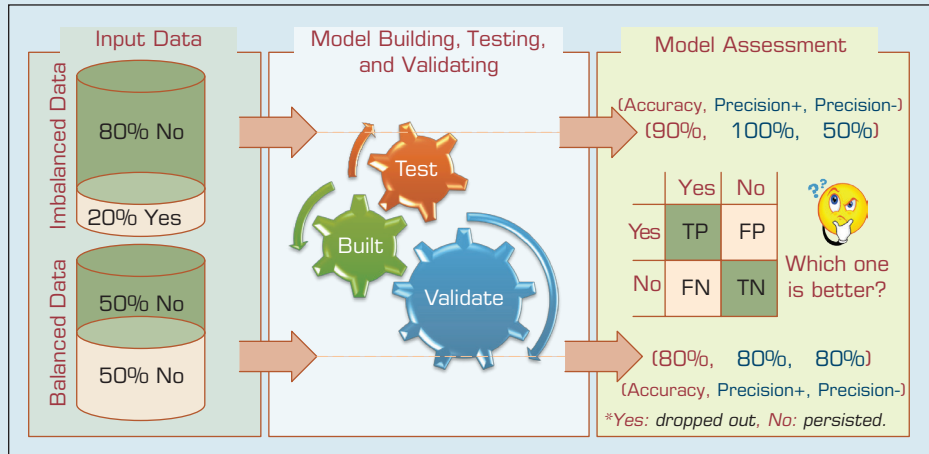 Input Data
Imbalanced Data
80% No
20% Yes
Balanced Data
50% No
50% No
Model Building, Testing,
and Validating
Test
Built
Validate
Model Assessment
(Accuracy, Precision+, Precision-)
(90%, 100%, 50%)
Yes No
Yes TP FP
No FN TN
??
Which one
is better?
(80%, 80%, 80%)
(Accuracy, Precision+, Precision-)
*Yes: dropped out, No: persisted.